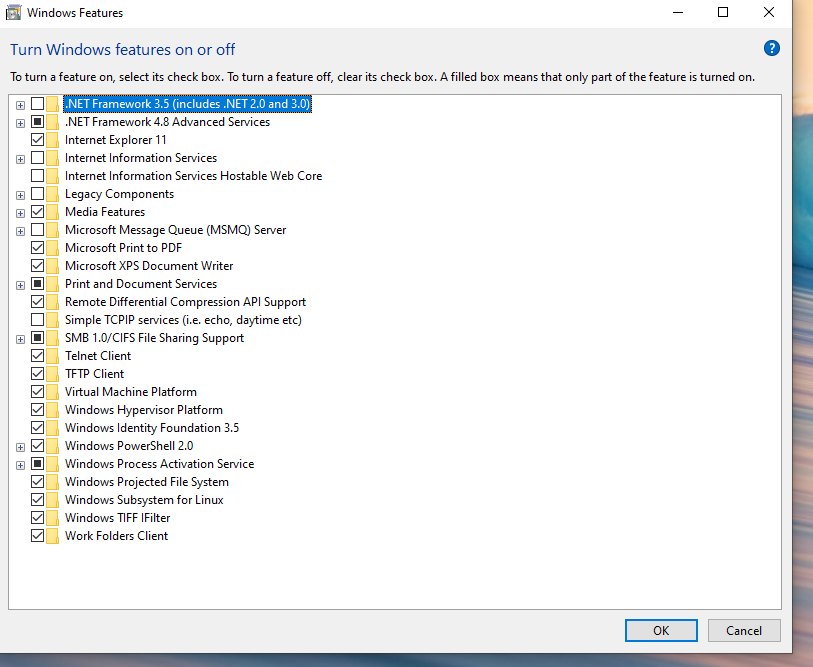 Windows Features
Turn Windows features on or off
?
To turn a feature on, select its check box. To turn a feature off, clear its check box. A filled box means that only part of the feature is turned on.
.NET Framework 3.5 (includes .NET 2.0 and 3.0)
.NET Framework 4.8 Advanced Services
Internet Explorer 11
Internet Information Services
Internet Information Services Hostable Web Core
Legacy Components
Media Features
Microsoft Message Queue (MSMQ) Server
Microsoft Print to PDF
Microsoft XPS Document Writer
Print and Document Services
Remote Differential Compression API Support
Simple TCPIP services (i.e. echo, daytime etc)
SMB 1.0/CIFS File Sharing Support
Telnet Client
TFTP Client
Virtual Machine Platform
Windows Hypervisor Platform
Windows Identity Foundation 3.5
Windows PowerShell 2.0
Windows Process Activation Service
Windows Projected File System
Windows Subsystem for Linux
Windows TIFF IFilter
Work Folders Client
OK Cancel